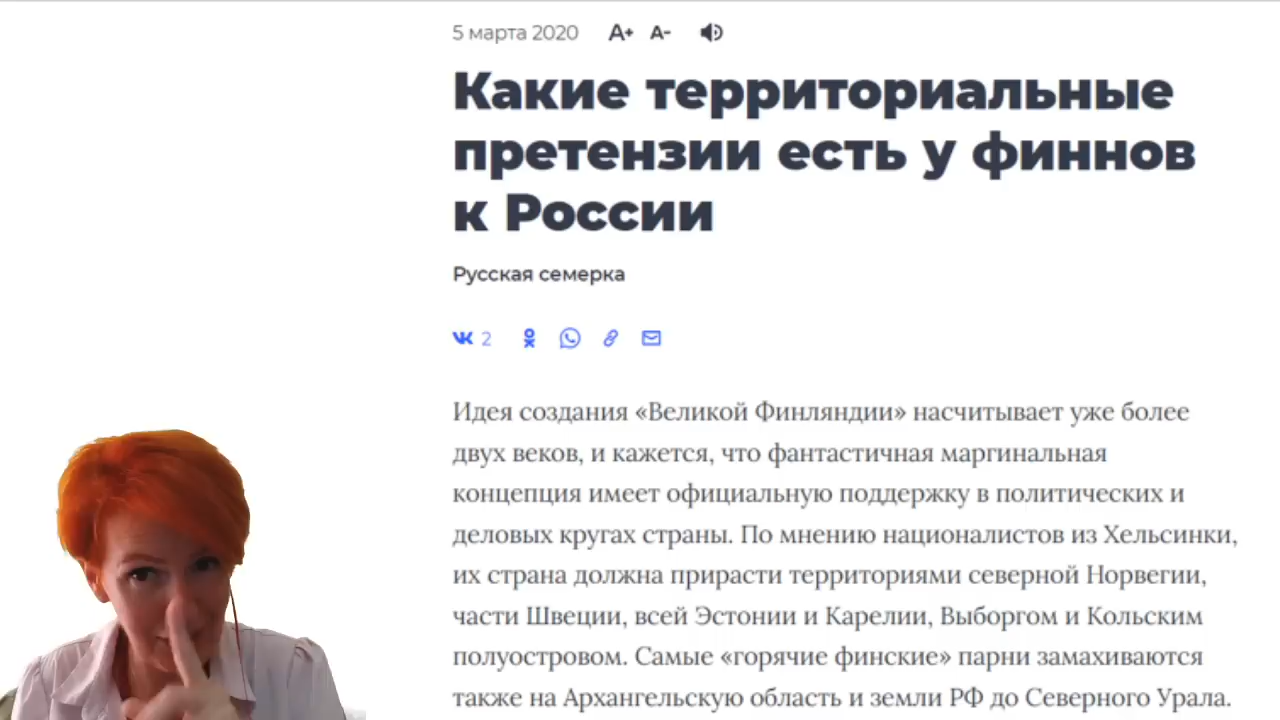 5 марта 2020 A+ A-
Какие территориальные
претензии есть у финнов
к России
Русская семерка
2
Идея создания «Великой Финляндии» насчитывает уже более
двух веков, и кажется, что фантастичная маргинальная
концепция имеет официальную поддержку в политических и
деловых кругах страны. По мнению националистов из Хельсинки,
их страна должна прирасти территориями северной Норвегии,
части Швеции, всей Эстонии и Карелии, Выборгом и Кольским
полуостровом. Самые «горячие финские» парни замахиваются
также на Архангельскую область и земли РФ до Северного Урала.